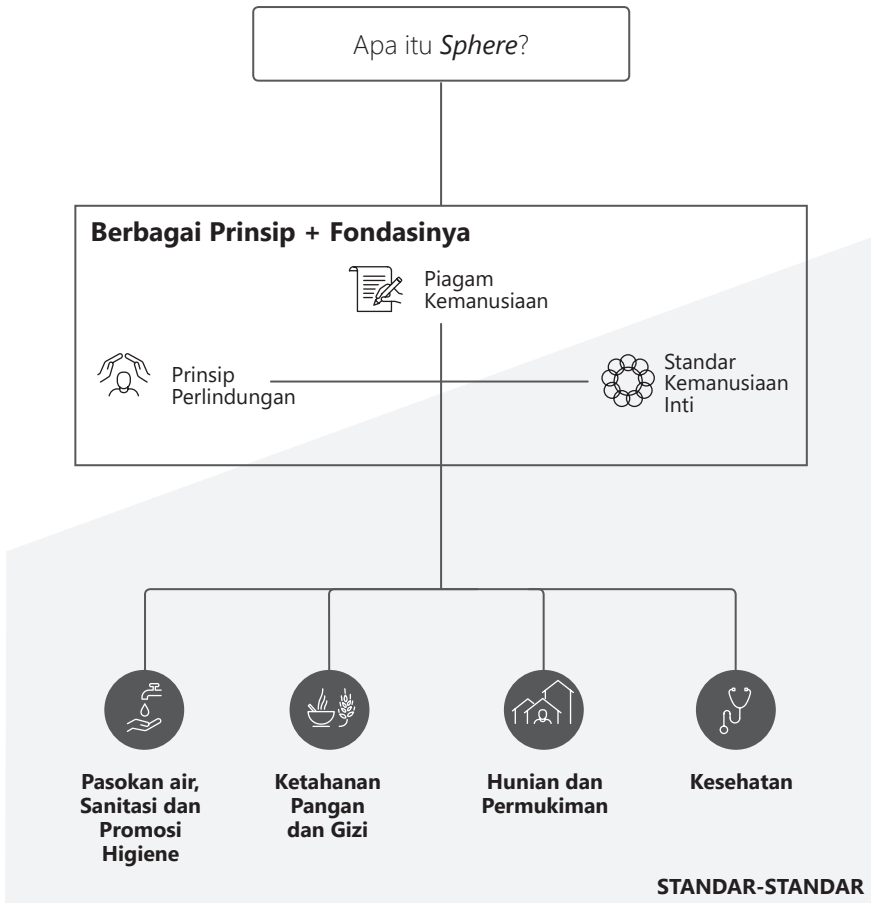 Apa itu Sphere?
Berbagai Prinsip + Fondasinya
Piagam
Kemanusiaan
Prinsip
Perlindungan
Standar
Kemanusiaan
Inti
Pasokan air,
Sanitasi dan
Promosi
Higiene
Ketahanan
Pangan
dan Gizi
Hunian dan
Permukiman
Kesehatan
STANDAR-STANDAR